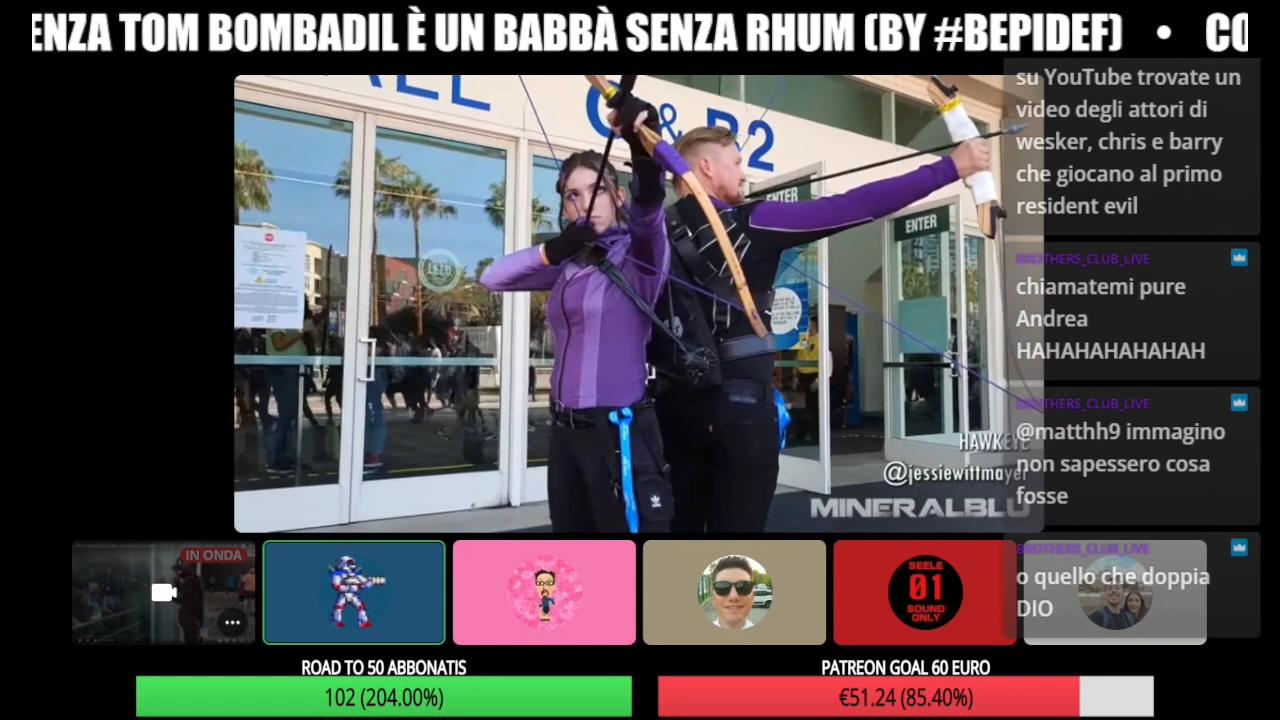 ENZA TOM BOMBADIL È UN BABBÀ SENZA RHUM (BY #BEPIDEF) • CO
ALL C & B2
su YouTube trovate un
video degli attori di
wesker, chris e barry
che giocano al primo
resident evil
ENTER
ENTER
BROTHERS_CLUB_LIVE
chiamatemi pure
Andrea
HAHAHAHAHAHAH
BROTHERS_CLUB_LIVE
@matthh9 immagino
non sapessero cosa
fosse
HAWKEYE
@jessiewittmayer
MINERALBLU
BROTHERS_CLUB_LIVE
o quello che doppia
DIO
IN ONDA
SEELE
01
SOUND
ONLY
ROAD TO 50 ABBONATIS
102 (204.00%)
PATREON GOAL 60 EURO
€51.24 (85.40%)